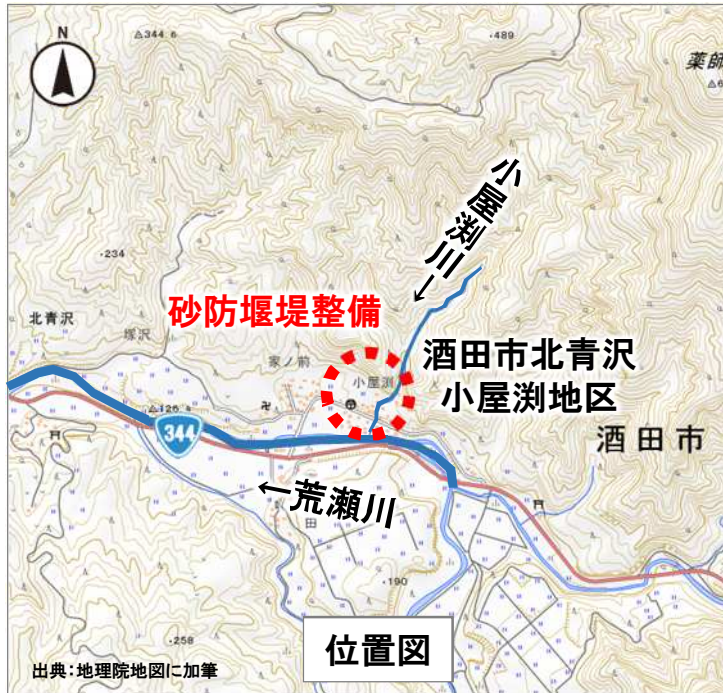 N
△344.6
・489
薬師
△6
小屋渕川
↓
・234
北青沢
塚沢
砂防堰堤整備
家ノ前
小屋渕
酒田市北青沢
小屋渕地区
△126.4
344
酒田市
←荒瀬川
田
・190
・258
位置図
出典：地理院地図に加筆